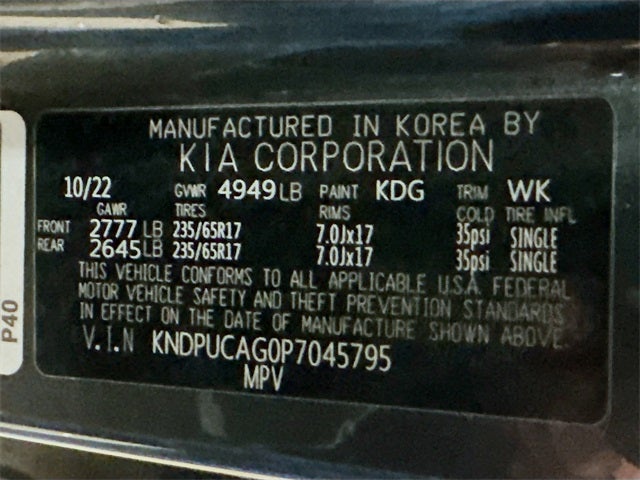 MANUFACTURED IN KOREA BY
KIA CORPORATION
10/22 GVWR 4949 LB PAINT KDG TRIM WK
GAWR TIRES RIMS COLD TIRE INFL
FRONT 2777 LB 235/65R17 7.0Jx17 35psi SINGLE
REAR 2645 LB 235/65R17 7.0Jx17 35psi SINGLE
THIS VEHICLE CONFORMS TO ALL APPLICABLE U.S.A. FEDERAL
MOTOR VEHICLE SAFETY AND THEFT PREVENTION STANDARDS
IN EFFECT ON THE DATE OF MANUFACTURE SHOWN ABOVE.
V.I.N KNDPUCAG0P7045795
MPV
P40